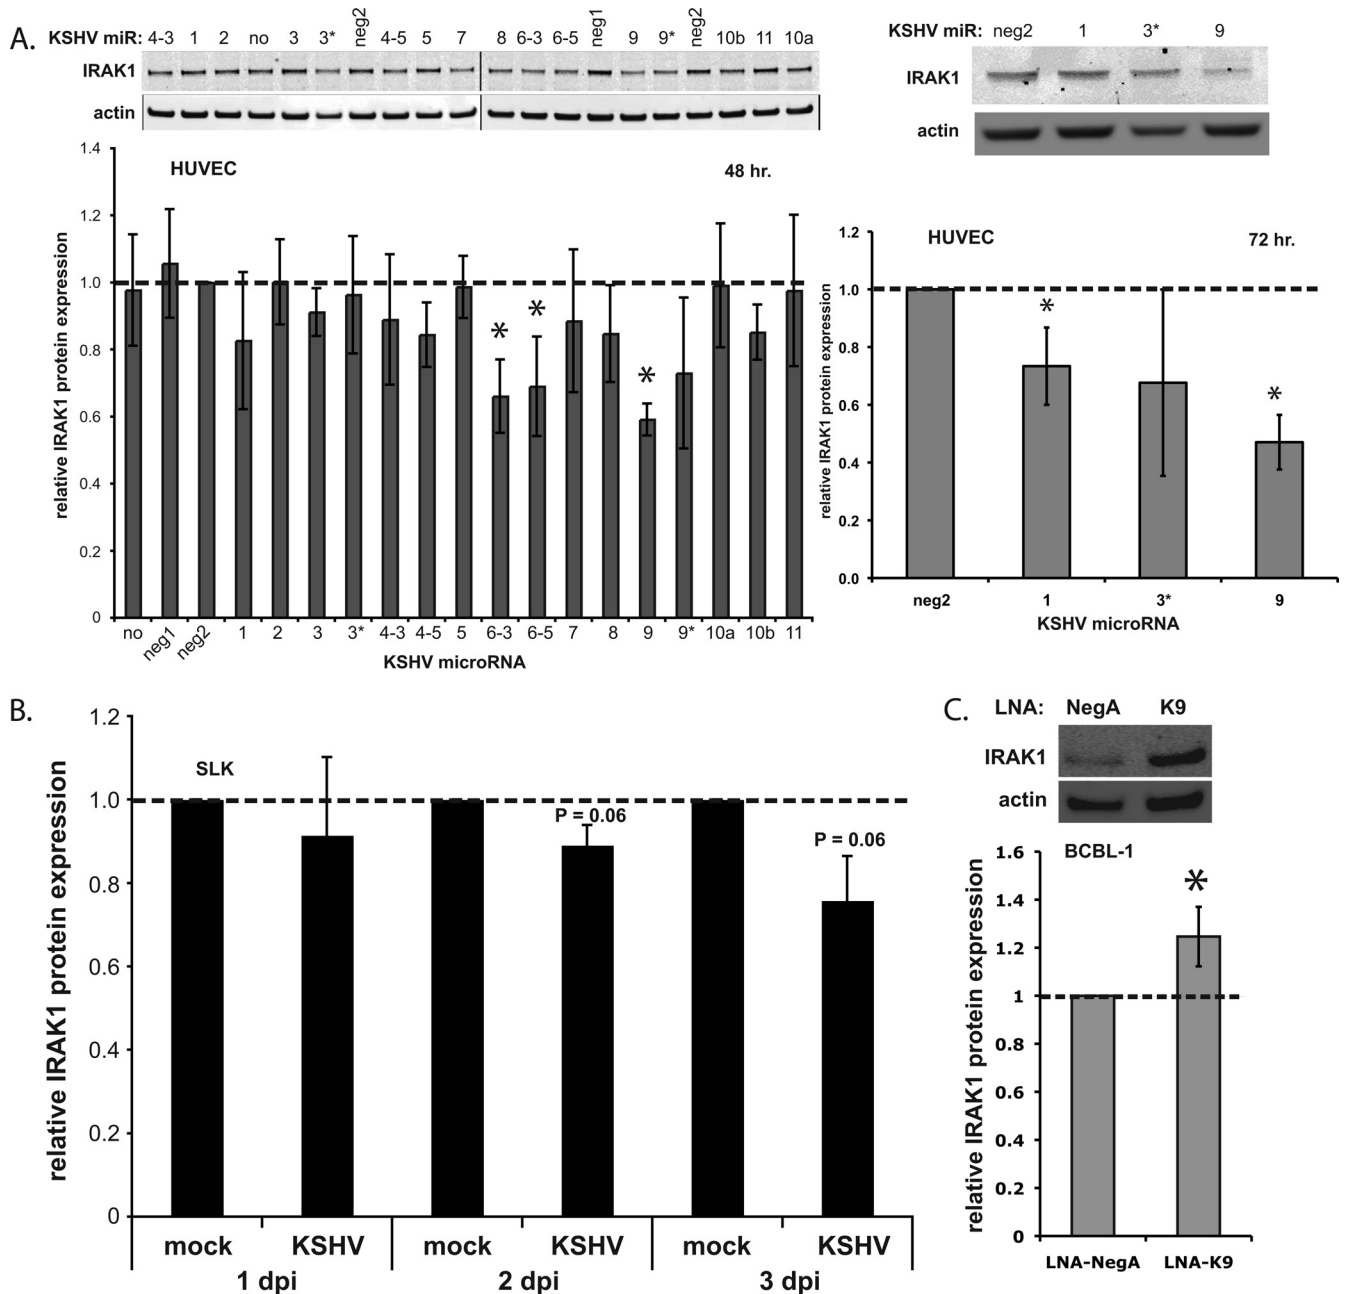 A.
KSHV miR: 4-3 1 2 no 3 3* neg2 4-5 5 7 8 6-3 6-5 neg1 9 9* neg2 10b 11 10a
IRAK1
actin
KSHV miR: neg2 1 3* 9
IRAK1
actin
1.4
1.2
1.0
0.8
0.6
0.4
0.2
0
relative IRAK1 protein expression
HUVEC
48 hr.
* * *
no neg1 neg2 1 2 3 3* 4-3 4-5 5 6-3 6-5 7 8 9 9* 10a 10b 11
KSHV microRNA
1.2
1.0
0.8
0.6
0.4
0.2
0.0
relative IRAK1 protein expression
HUVEC
72 hr.
* *
neg2 1 3* 9
KSHV microRNA
B.
1.2
1.0
0.8
0.6
0.4
0.2
0
relative IRAK1 protein expression
SLK
P = 0.06
P = 0.06
mock KSHV mock KSHV mock KSHV
1 dpi 2 dpi 3 dpi
C.
LNA: NegA K9
IRAK1
actin
1.6
1.4
1.2
1
0.8
0.6
0.4
0.2
0
relative IRAK1 protein expression
BCBL-1
*
LNA-NegA LNA-K9